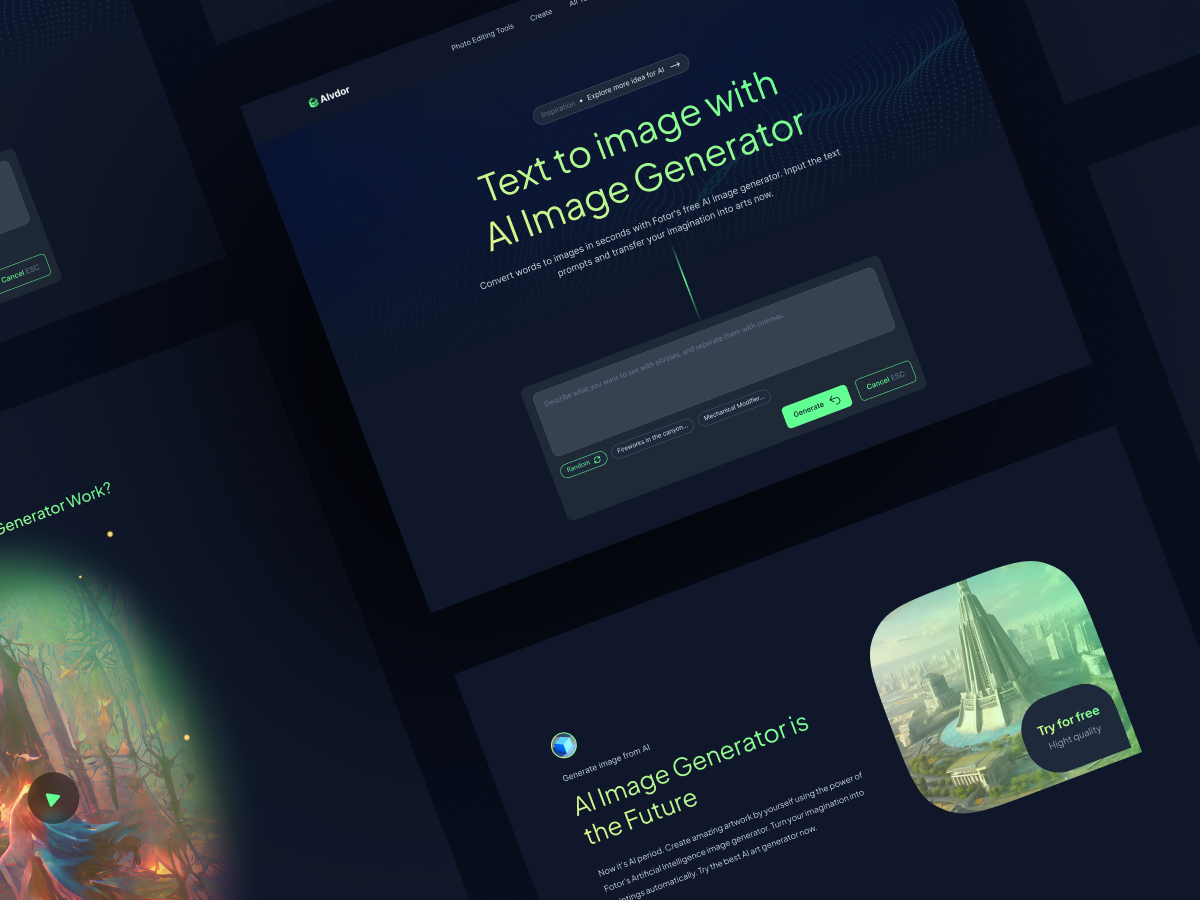 Photo Editing Tools
Create
Alvdor
Inspiration • Explore more idea for AI
Text to image with
AI Image Generator
Convert words to images in seconds with Fotor's free AI image generator. Input the text
prompts and transfer your imagination into arts now.
Describe what you want to see with phrases, and separate them with commas.
Random
Fireworks in the canyon...
Mechanical Modifier...
Generate
Cancel ESC
Cancel ESC
Generator Work?
Generate image from AI
AI Image Generator is
the Future
Now it's AI period. Create amazing artwork by yourself using the power of
Fotor's Artificial Intelligence image generator. Turn your imagination into
automatically. Try the best AI art generator now.
Try for free
Hight quality